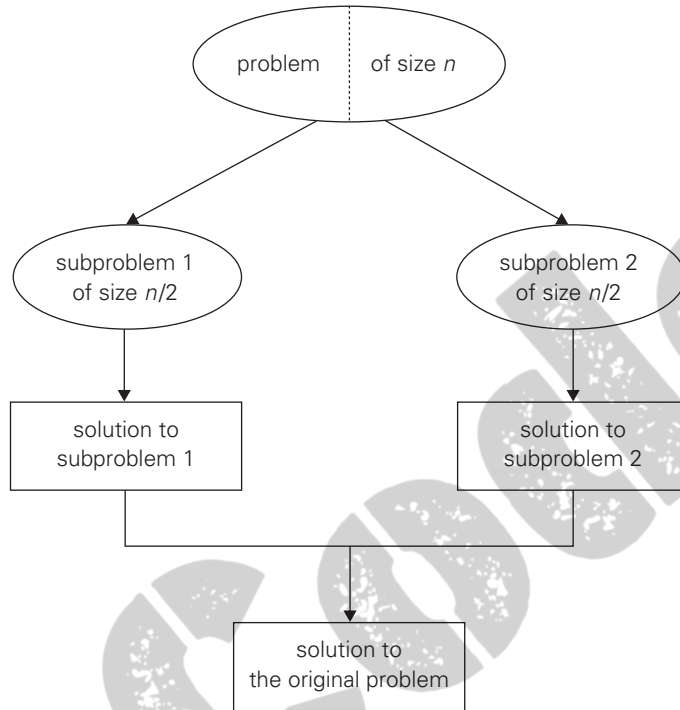 problem of size n
subproblem 1
of size n/2
subproblem 2
of size n/2
solution to
subproblem 1
solution to
subproblem 2
solution to
the original problem